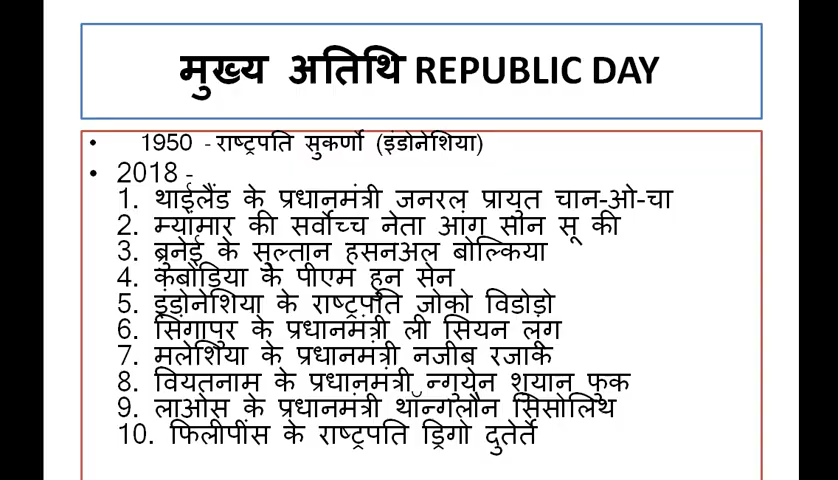 मुख्य अतिथि REPUBLIC DAY
• 1950 - राष्ट्रपति सुकर्णो (इंडोनेशिया)
• 2018 -
1. थाईलैंड के प्रधानमंत्री जनरल प्रायुत चान-ओ-चा
2. म्यांमार की सर्वोच्च नेता आंग सान सू की
3. ब्रुनेई के सुल्तान हसनअल बोल्किया
4. कंबोडिया के पीएम हुन सेन
5. इंडोनेशिया के राष्ट्रपति जोको विडोडो
6. सिंगापुर के प्रधानमंत्री ली सियन लूंग
7. मलेशिया के प्रधानमंत्री नजीब रजाक
8. वियतनाम के प्रधानमंत्री न्गुयेन शुयान फुक
9. लाओस के प्रधानमंत्री थॉन्गलौन सिसोलिथ
10. फिलीपींस के राष्ट्रपति ड्रिगो दुतेर्ते